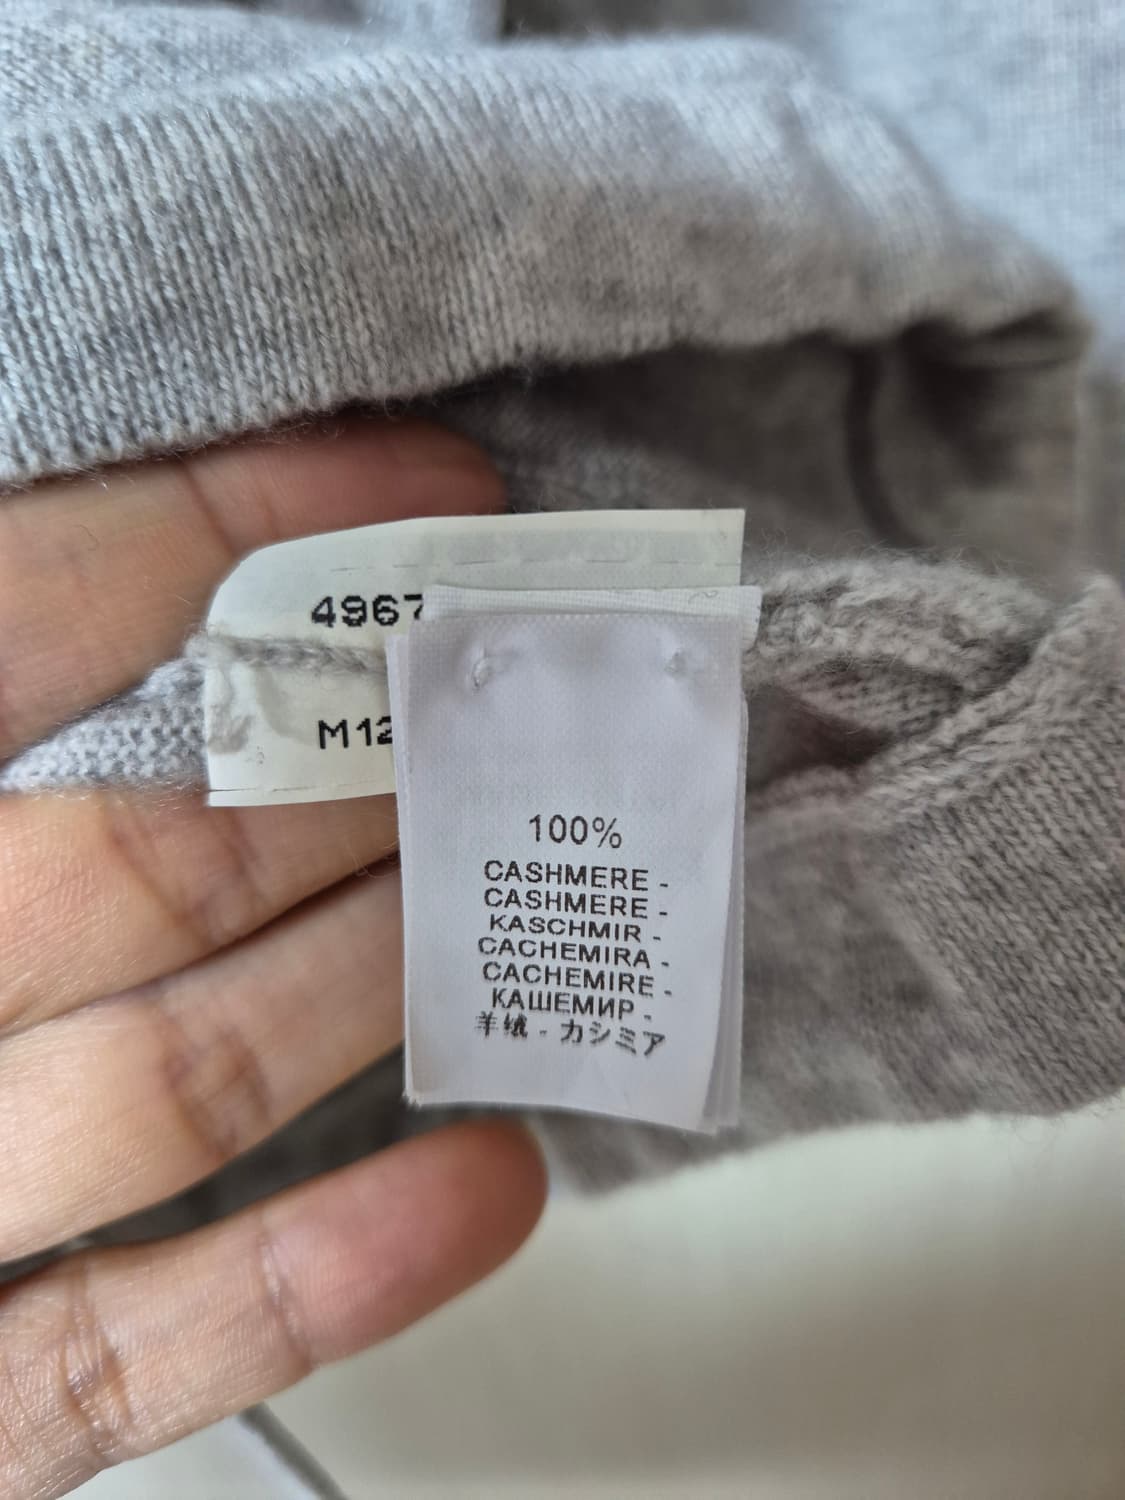 4967
M12
100%
CASHMERE -
CASHMERE -
KASCHMIR -
CACHEMIRA -
CACHEMIRE -
КАШЕМИР -
羊绒 - カシミア